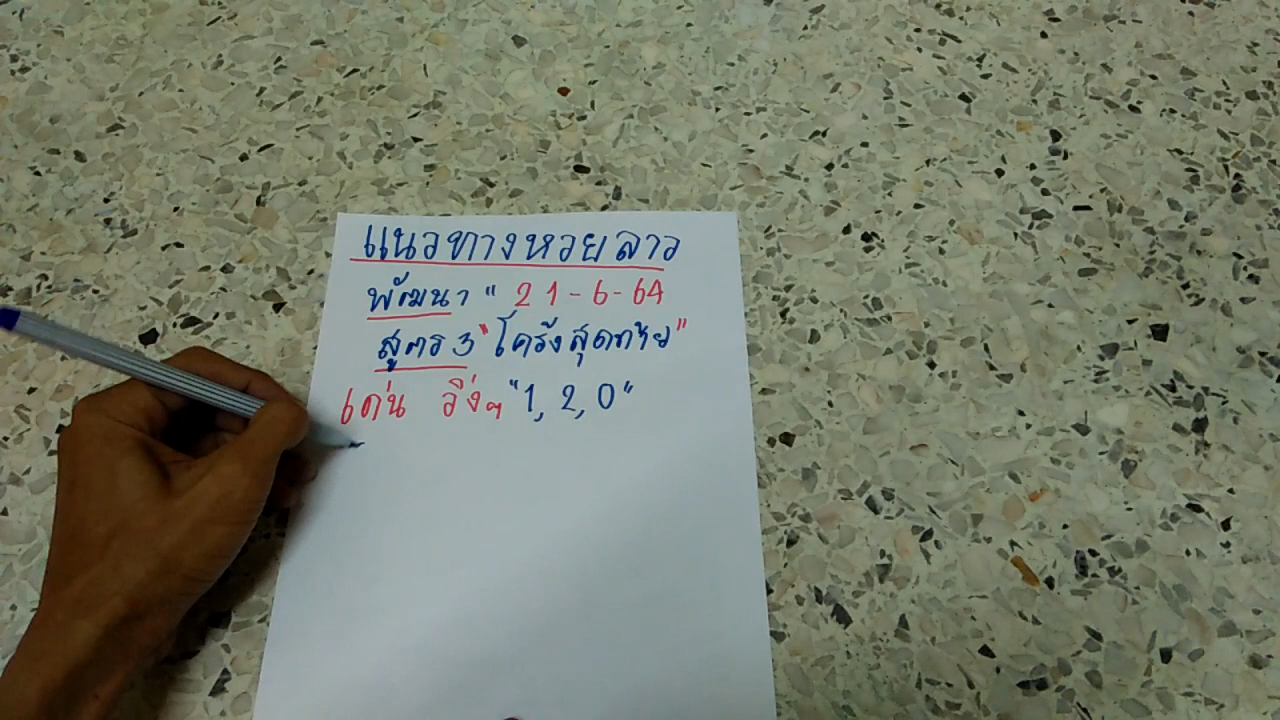 แนวทางหวยลาว
พัฒนา " 21-6-64
สูตร 3 "โคร้งสุดท้าย"
เด่น วิ่งๆ "1, 2, 0"